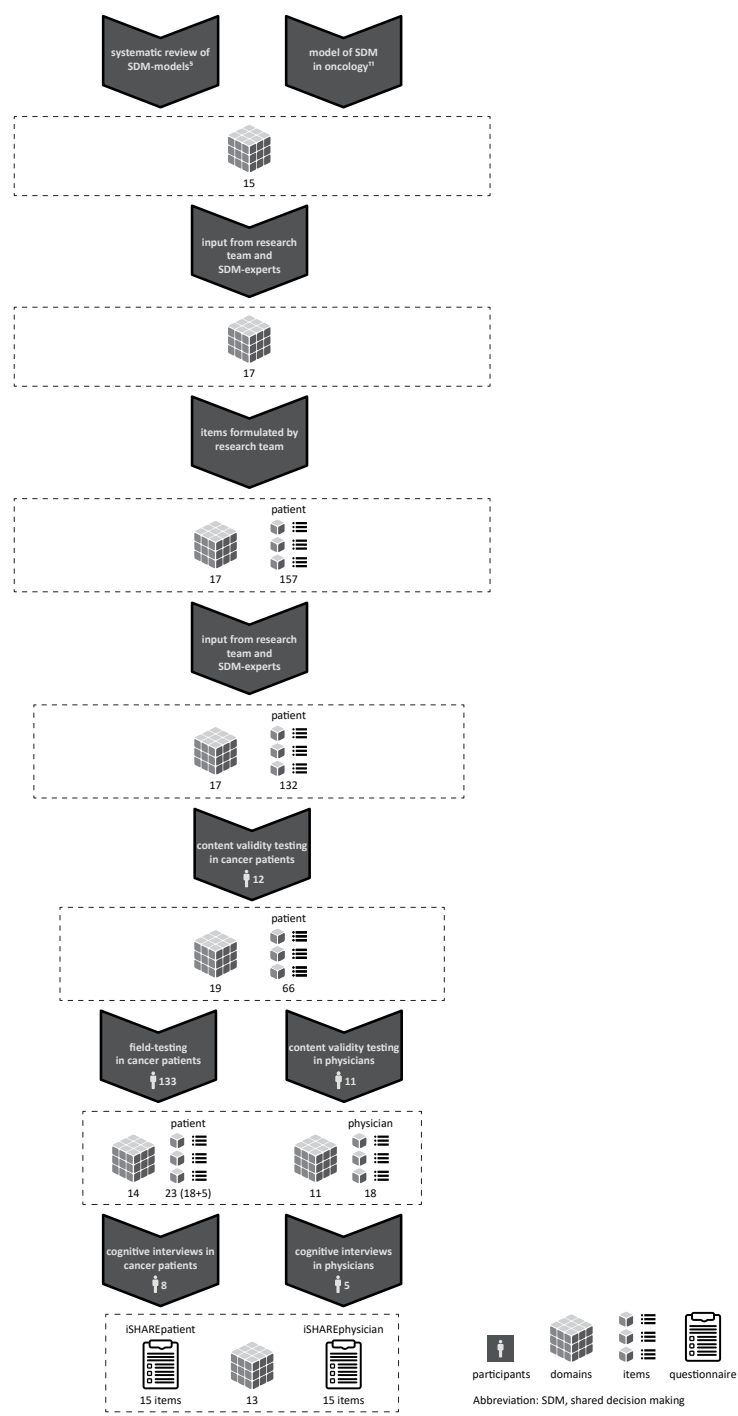 systematic review of
SDM-models⁵
model of SDM
in oncology¹¹
15
input from research
team and
SDM-experts
17
items formulated by
research team
patient
17
157
input from research
team and
SDM-experts
patient
17
132
content validity testing
in cancer patients
12
patient
19
66
field-testing
in cancer patients
133
content validity testing
in physicians
11
patient
physician
14
23 (18+5)
11
18
cognitive interviews in
cancer patients
8
cognitive interviews
in physicians
5
iSHAREpatient
iSHAREphysician
15 items
13
15 items
participants
domains
items
questionnaire
Abbreviation: SDM, shared decision making